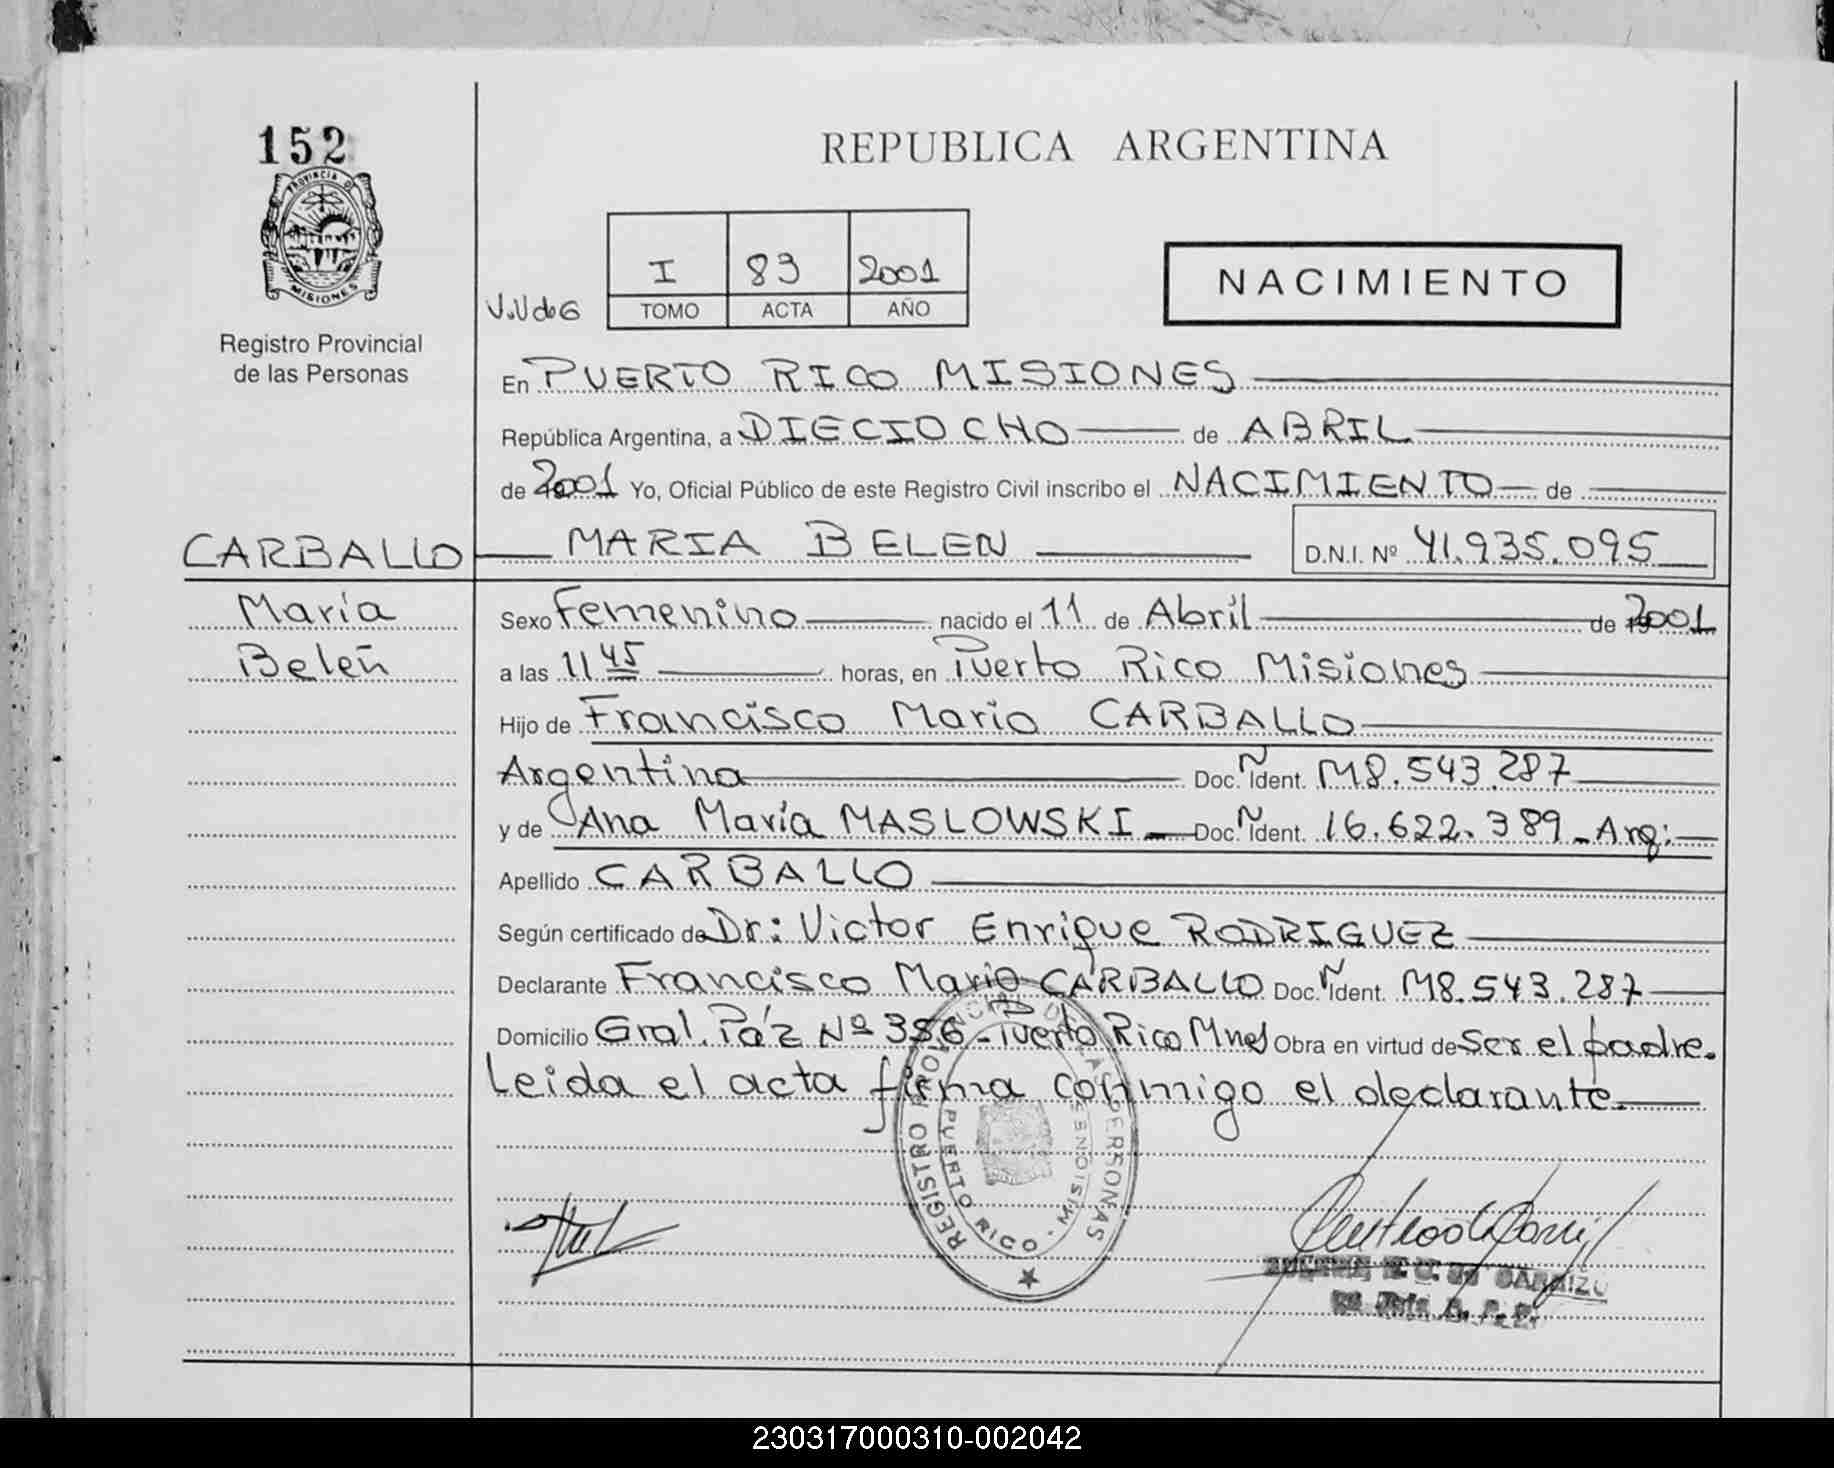 152
PROVINCIA DE
MISIONES
Registro Provincial
de las Personas
REPUBLICA ARGENTINA
I 83 2001
V.V de G
TOMO ACTA AÑO
NACIMIENTO
En PUERTO RICO MISIONES
República Argentina, a DIECIOCHO de ABRIL
de 2001 Yo, Oficial Público de este Registro Civil inscribo el NACIMIENTO de
CARBALLO MARIA BELEN D.N.I. Nº 41.935.095
María
Belén
Sexo Femenino nacido el 11 de Abril de 2001
a las 11 45 horas, en Puerto Rico Misiones
Hijo de Francisco Mario CARBALLO
Argentina Doc. Ident. M8.543.287
y de Ana María MASLOWSKI Doc. Ident. 16.622.389 - Arg:
Apellido CARBALLO
Según certificado de Dr: Victor Enrique RODRIGUEZ
Declarante Francisco Mario CARBALLO Doc. Ident. M8.543.287
Domicilio Gral. Paz Nº 356 - Puerto Rico Mnes Obra en virtud de Ser el padre.
Leida el acta firma conmigo el declarante.
REGISTRO PROVINCIAL DE LAS PERSONAS
PUERTO RICO - MISIONES
230317000310-002042